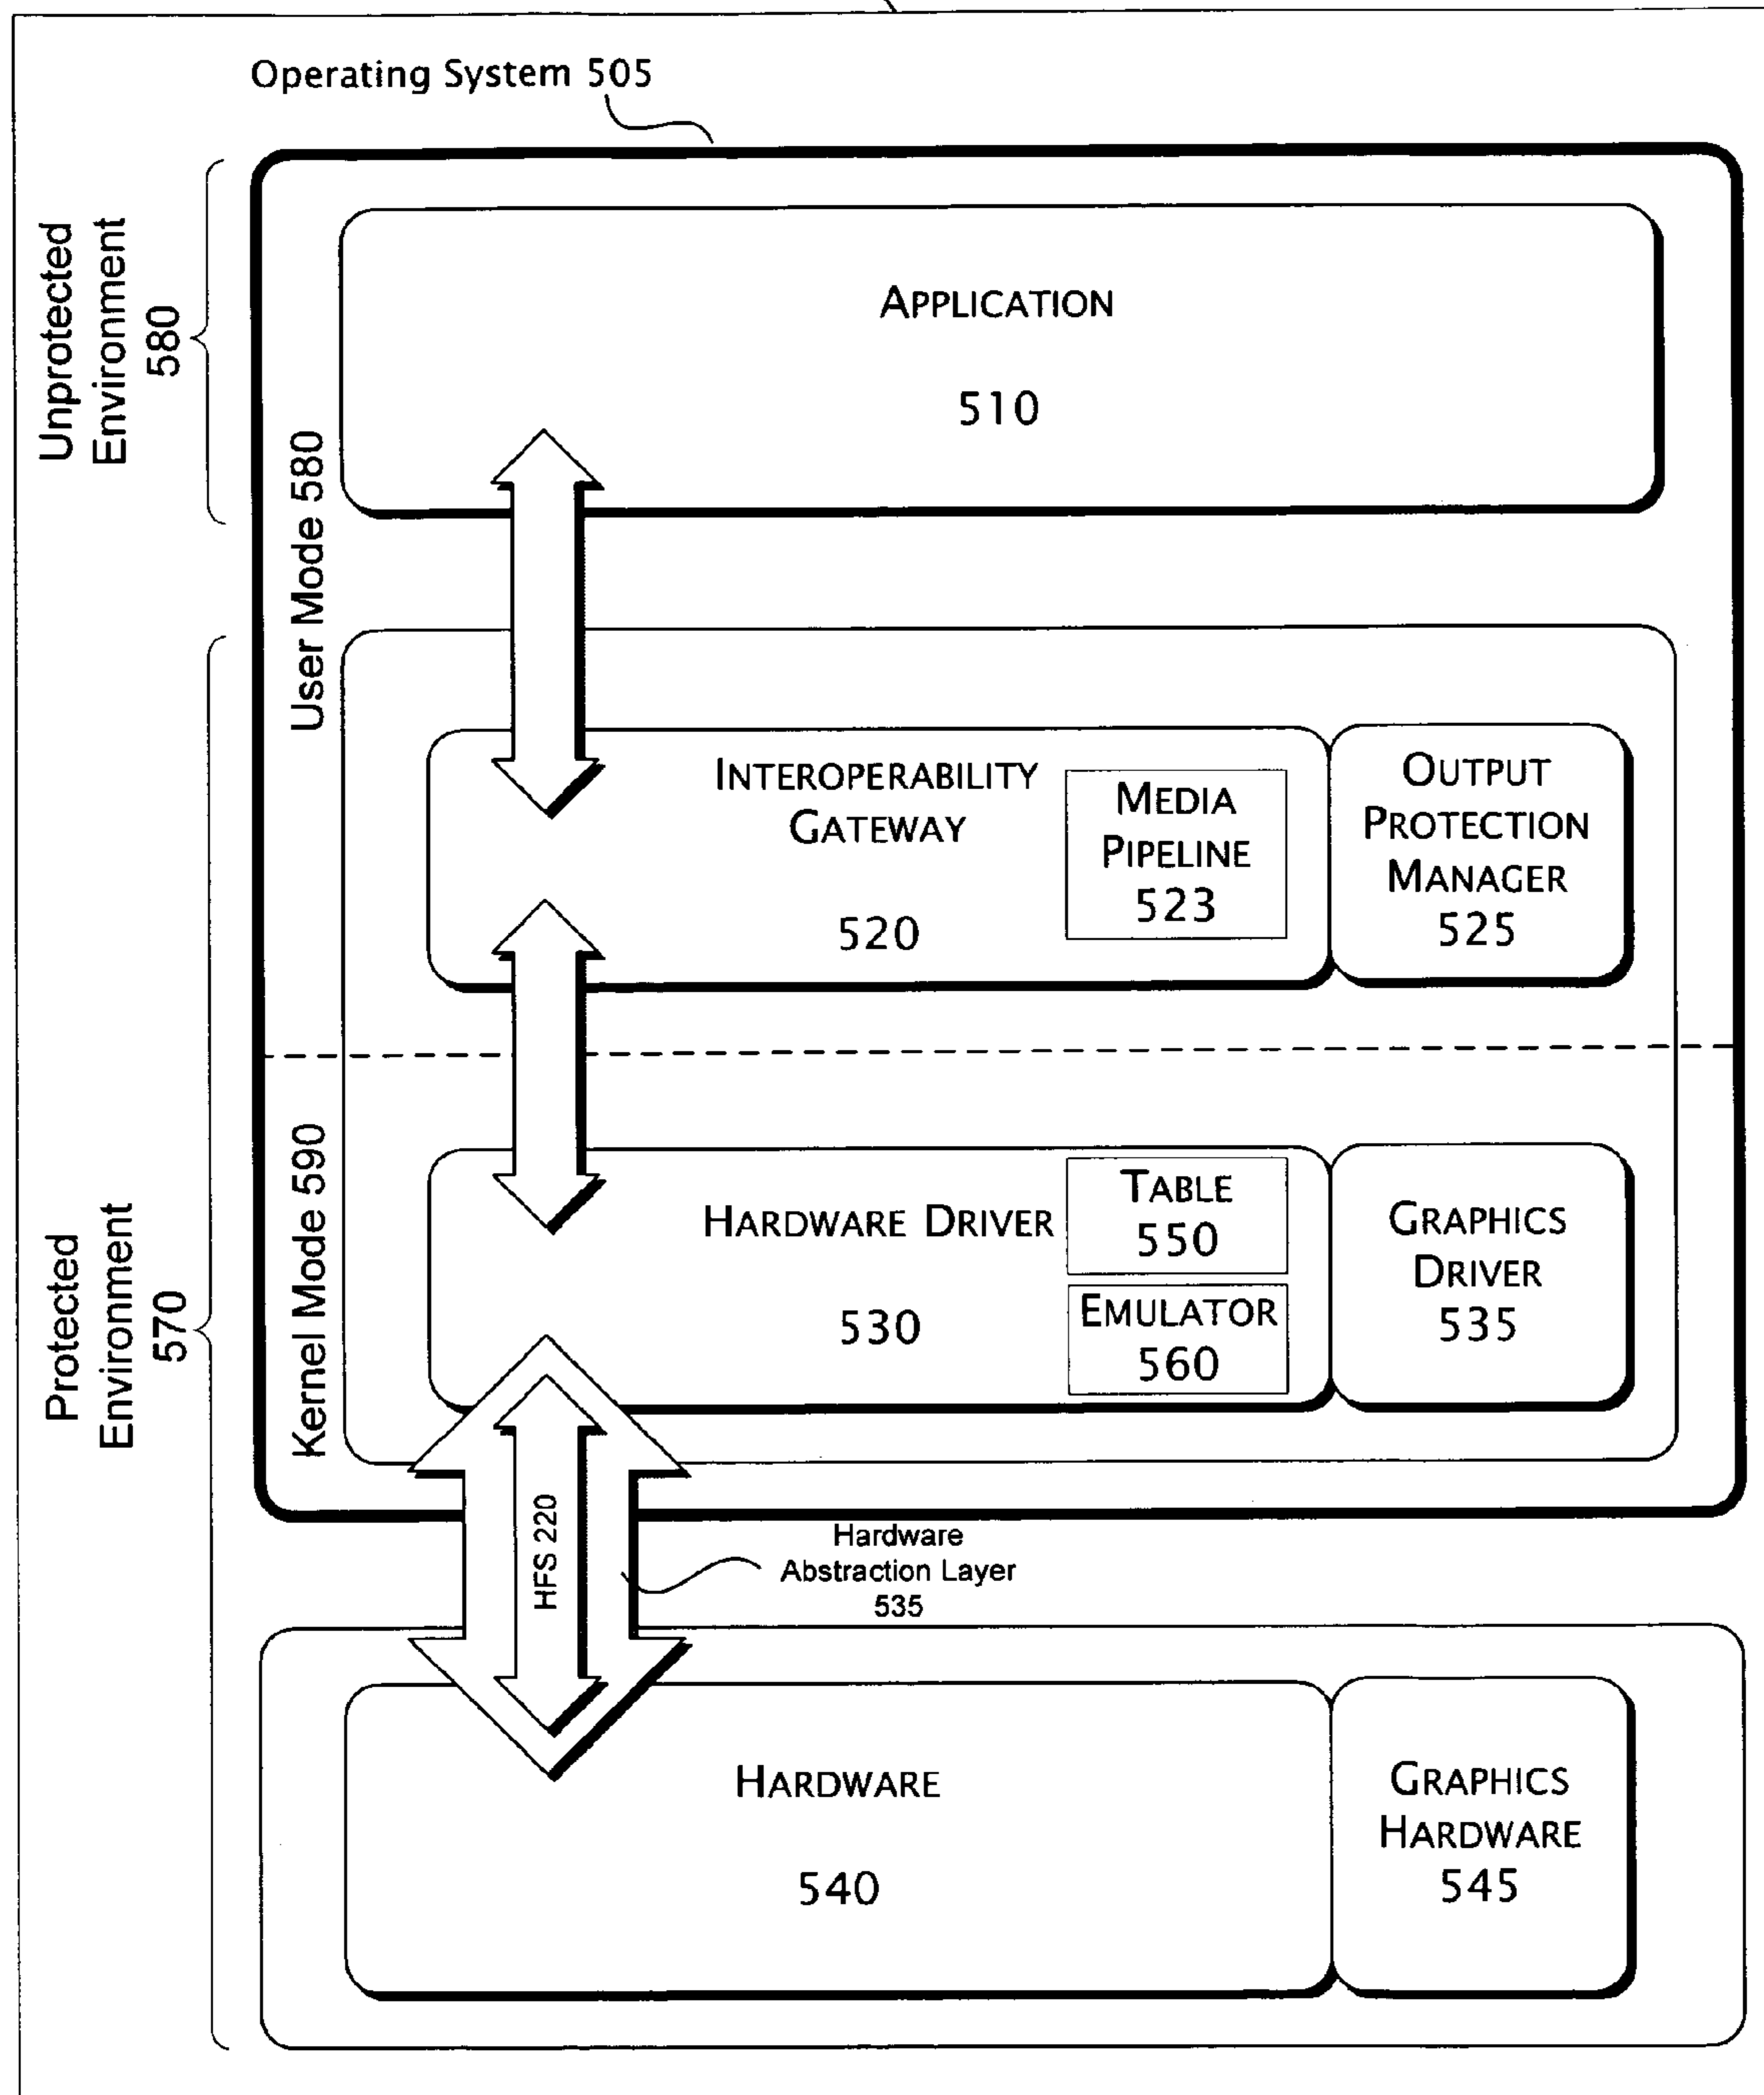 Operating System 505
Unprotected
Environment
580
APPLICATION
510
User Mode 580
INTEROPERABILITY
GATEWAY
520
MEDIA
PIPELINE
523
OUTPUT
PROTECTION
MANAGER
525
Protected
Environment
570
Kernel Mode 590
HARDWARE DRIVER
530
TABLE
550
EMULATOR
560
GRAPHICS
DRIVER
535
HFS 220
Hardware
Abstraction Layer
535
HARDWARE
540
GRAPHICS
HARDWARE
545